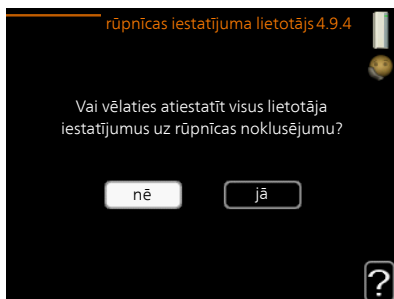 rūpnīcas iestatījuma lietotājs 4.9.4
Vai vēlaties atiestatīt visus lietotāja
iestatījumus uz rūpnīcas noklusējumu?
nē
jā
?